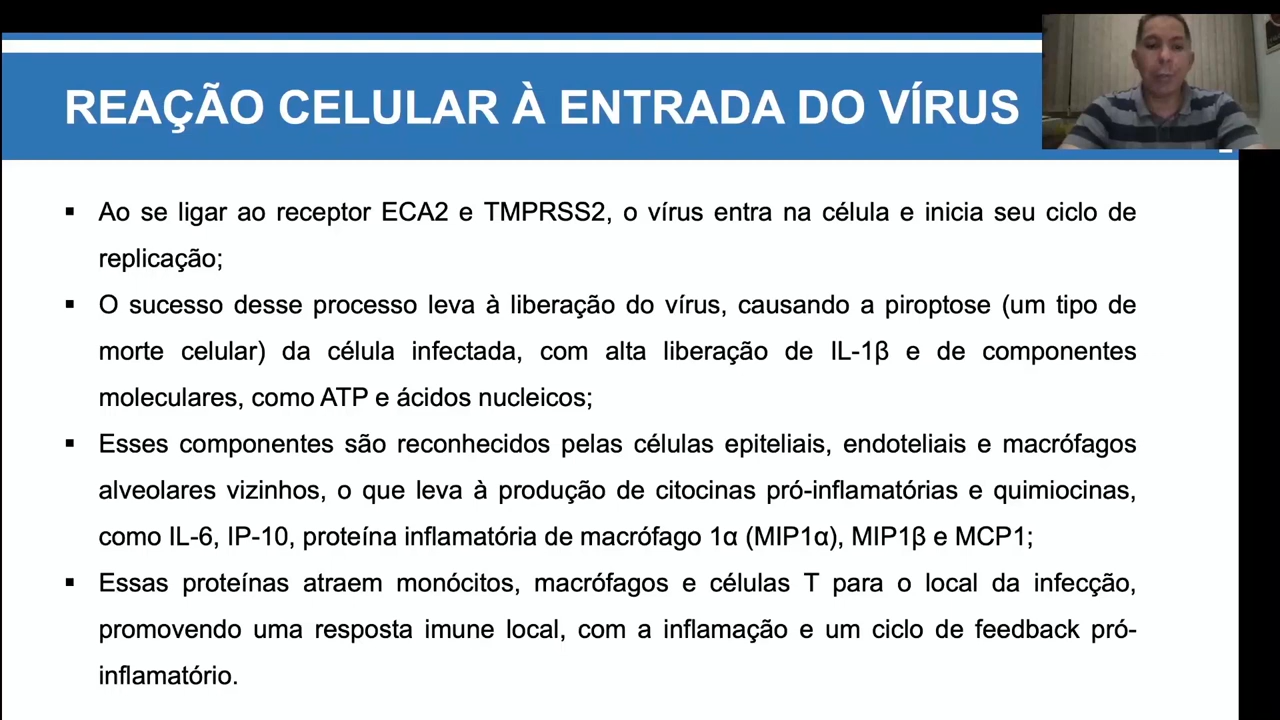 REAÇÃO CELULAR À ENTRADA DO VÍRUS
▪ Ao se ligar ao receptor ECA2 e TMPRSS2, o vírus entra na célula e inicia seu ciclo de
replicação;
▪ O sucesso desse processo leva à liberação do vírus, causando a piroptose (um tipo de
morte celular) da célula infectada, com alta liberação de IL-1β e de componentes
moleculares, como ATP e ácidos nucleicos;
▪ Esses componentes são reconhecidos pelas células epiteliais, endoteliais e macrófagos
alveolares vizinhos, o que leva à produção de citocinas pró-inflamatórias e quimiocinas,
como IL-6, IP-10, proteína inflamatória de macrófago 1α (MIP1α), MIP1β e MCP1;
▪ Essas proteínas atraem monócitos, macrófagos e células T para o local da infecção,
promovendo uma resposta imune local, com a inflamação e um ciclo de feedback pró-
inflamatório.